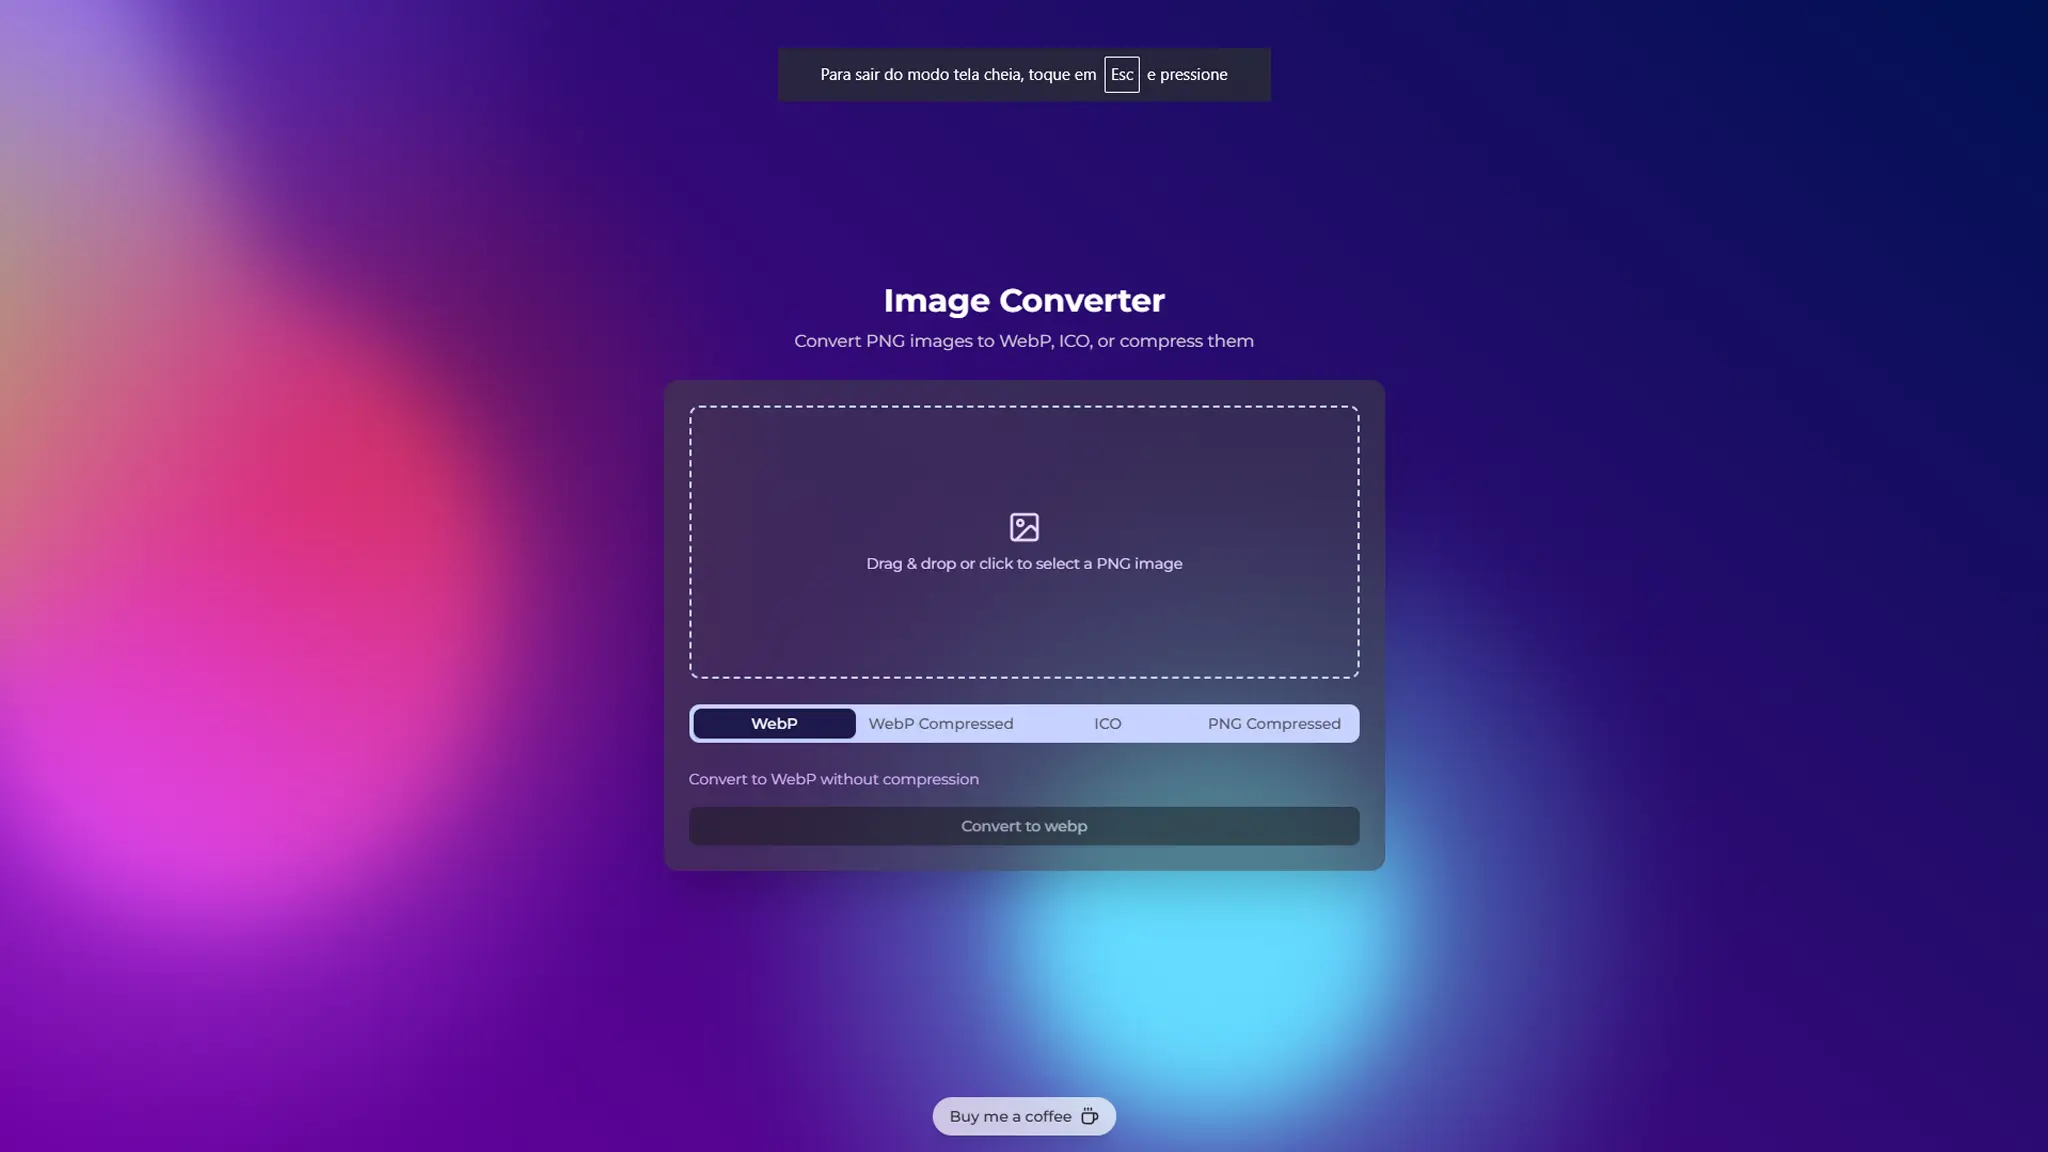 Para sair do modo tela cheia, toque em Esc e pressione
Image Converter
Convert PNG images to WebP, ICO, or compress them
Drag & drop or click to select a PNG image
WebP WebP Compressed ICO PNG Compressed
Convert to WebP without compression
Convert to webp
Buy me a coffee